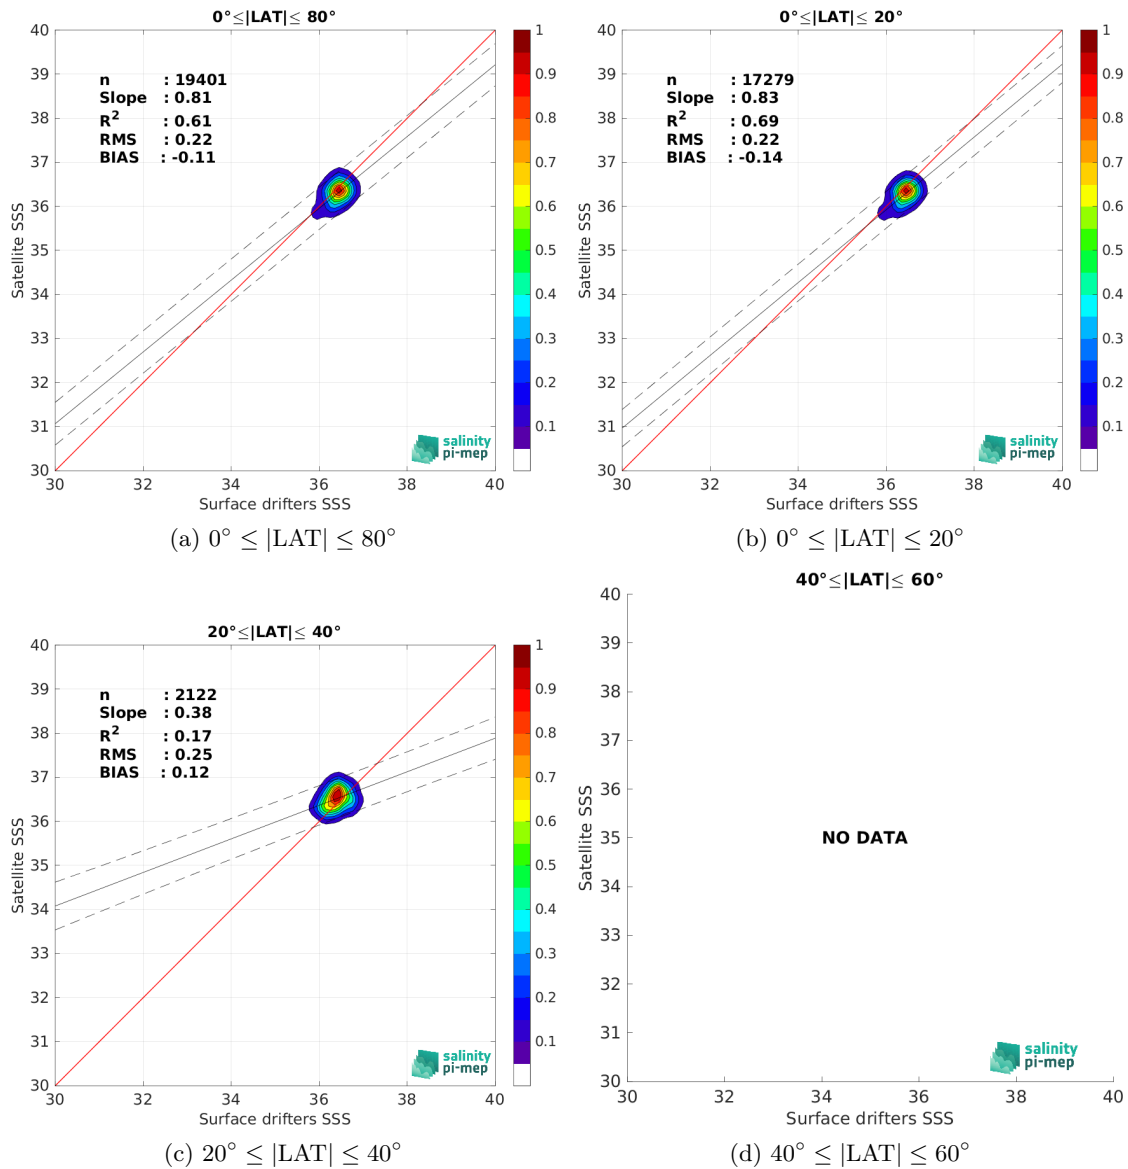 0°≤|LAT|≤ 80°
40
39
38
37
36
35
34
33
32
31
30
Satellite SSS
n : 19401
Slope : 0.81
R² : 0.61
RMS : 0.22
BIAS : -0.11
salinity
pi-mep
30 32 34 36 38 40
Surface drifters SSS
1
0.9
0.8
0.7
0.6
0.5
0.4
0.3
0.2
0.1
(a) 0° ≤ |LAT| ≤ 80°
0°≤|LAT|≤ 20°
40
39
38
37
36
35
34
33
32
31
30
Satellite SSS
n : 17279
Slope : 0.83
R² : 0.69
RMS : 0.22
BIAS : -0.14
salinity
pi-mep
30 32 34 36 38 40
Surface drifters SSS
1
0.9
0.8
0.7
0.6
0.5
0.4
0.3
0.2
0.1
(b) 0° ≤ |LAT| ≤ 20°
20°≤|LAT|≤ 40°
40
39
38
37
36
35
34
33
32
31
30
Satellite SSS
n : 2122
Slope : 0.38
R² : 0.17
RMS : 0.25
BIAS : 0.12
salinity
pi-mep
30 32 34 36 38 40
Surface drifters SSS
1
0.9
0.8
0.7
0.6
0.5
0.4
0.3
0.2
0.1
(c) 20° ≤ |LAT| ≤ 40°
40°≤|LAT|≤ 60°
40
39
38
37
36
35
34
33
32
31
30
Satellite SSS
NO DATA
salinity
pi-mep
30 32 34 36 38 40
Surface drifters SSS
(d) 40° ≤ |LAT| ≤ 60°